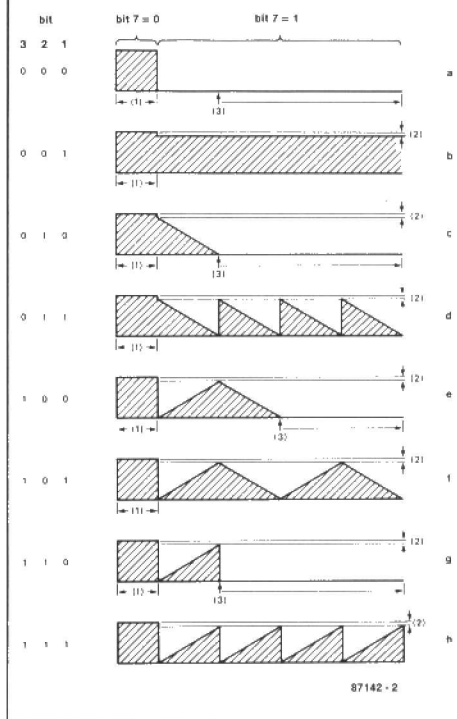 bit bit 7 = 0 bit 7 = 1
3 2 1
0 0 0 a
(1) (3)
0 0 1 (2) b
(1)
0 1 0 (2) c
(1) (3)
0 1 1 (2) d
(1)
1 0 0 (2) e
(1) (3)
1 0 1 (2) f
(1)
1 1 0 (2) g
(1) (3)
1 1 1 (2) h
87142 - 2